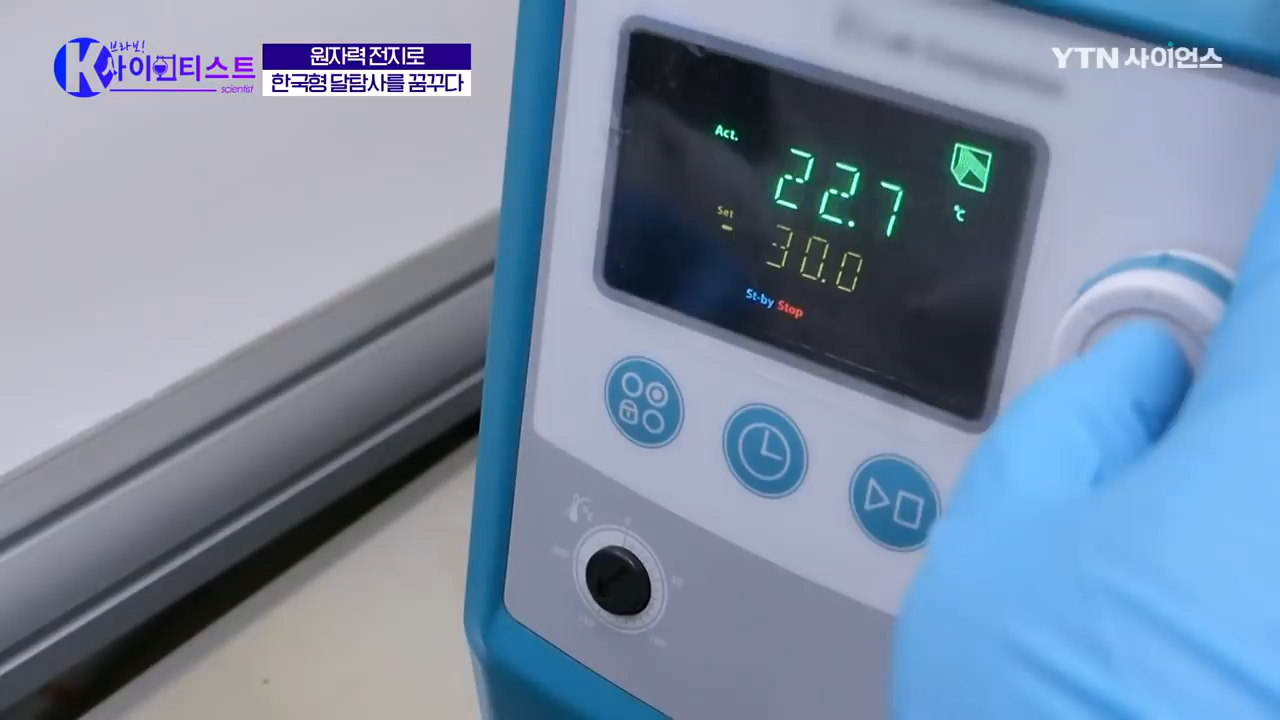 브라보!
K사이언티스트
scientist
원자력 전지로
한국형 달탐사를 꿈꾸다
YTN 사이언스
Act.
22.7
℃
Set
30.0
St-by Stop